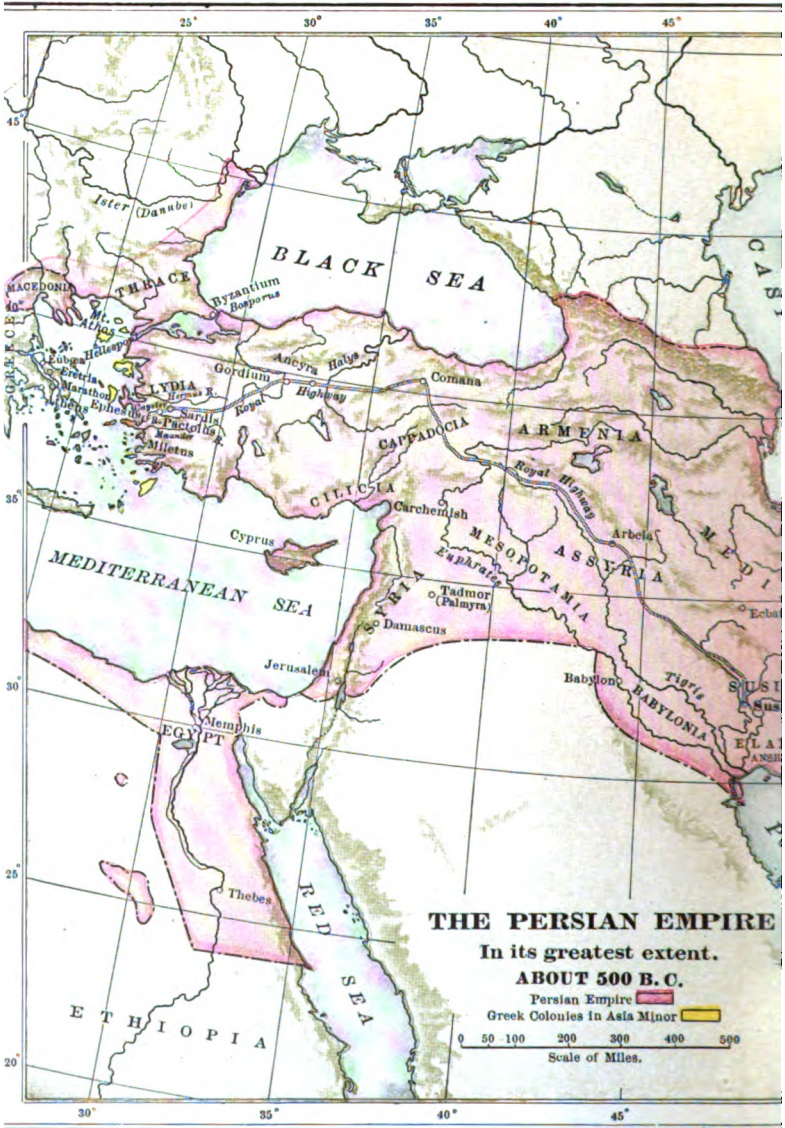 25°
30°
35°
40°
45°
45°
Ister (Danube)
BLACK SEA
CAS
THRACE
MACEDONIA
Byzantium
Bosporus
40°
Mt.
Athos
GREECE
Hellespo
Eubœa
Eretria
Marathon
Athens
Ephesus
LYDIA
Hermus R.
Cayster
Sardis
Pactolus
Maander
Miletus
Ancyra
Halys
Gordium
Royal
Highway
Comana
CAPPADOCIA
ARMENIA
CILICIA
Royal Highway
Carchemish
Arbela
35°
MESOPOTAMIA
ASSYRIA
MEDI
Euphrates
Cyprus
MEDITERRANEAN SEA
SYRIA
Tadmor
(Palmyra)
Ecbat
Damascus
Jerusalem
30°
Babylon
Tigris
BABYLONIA
SUSI
Sus
ELA
ANSH
P
Memphis
EGYPT
25°
Thebes
RED SEA
ETHIOPIA
20°
THE PERSIAN EMPIRE
In its greatest extent.
ABOUT 500 B. C.
Persian Empire
Greek Colonies in Asia Minor
0 50 100 200 300 400 500
Scale of Miles.
30°
35°
40°
45°